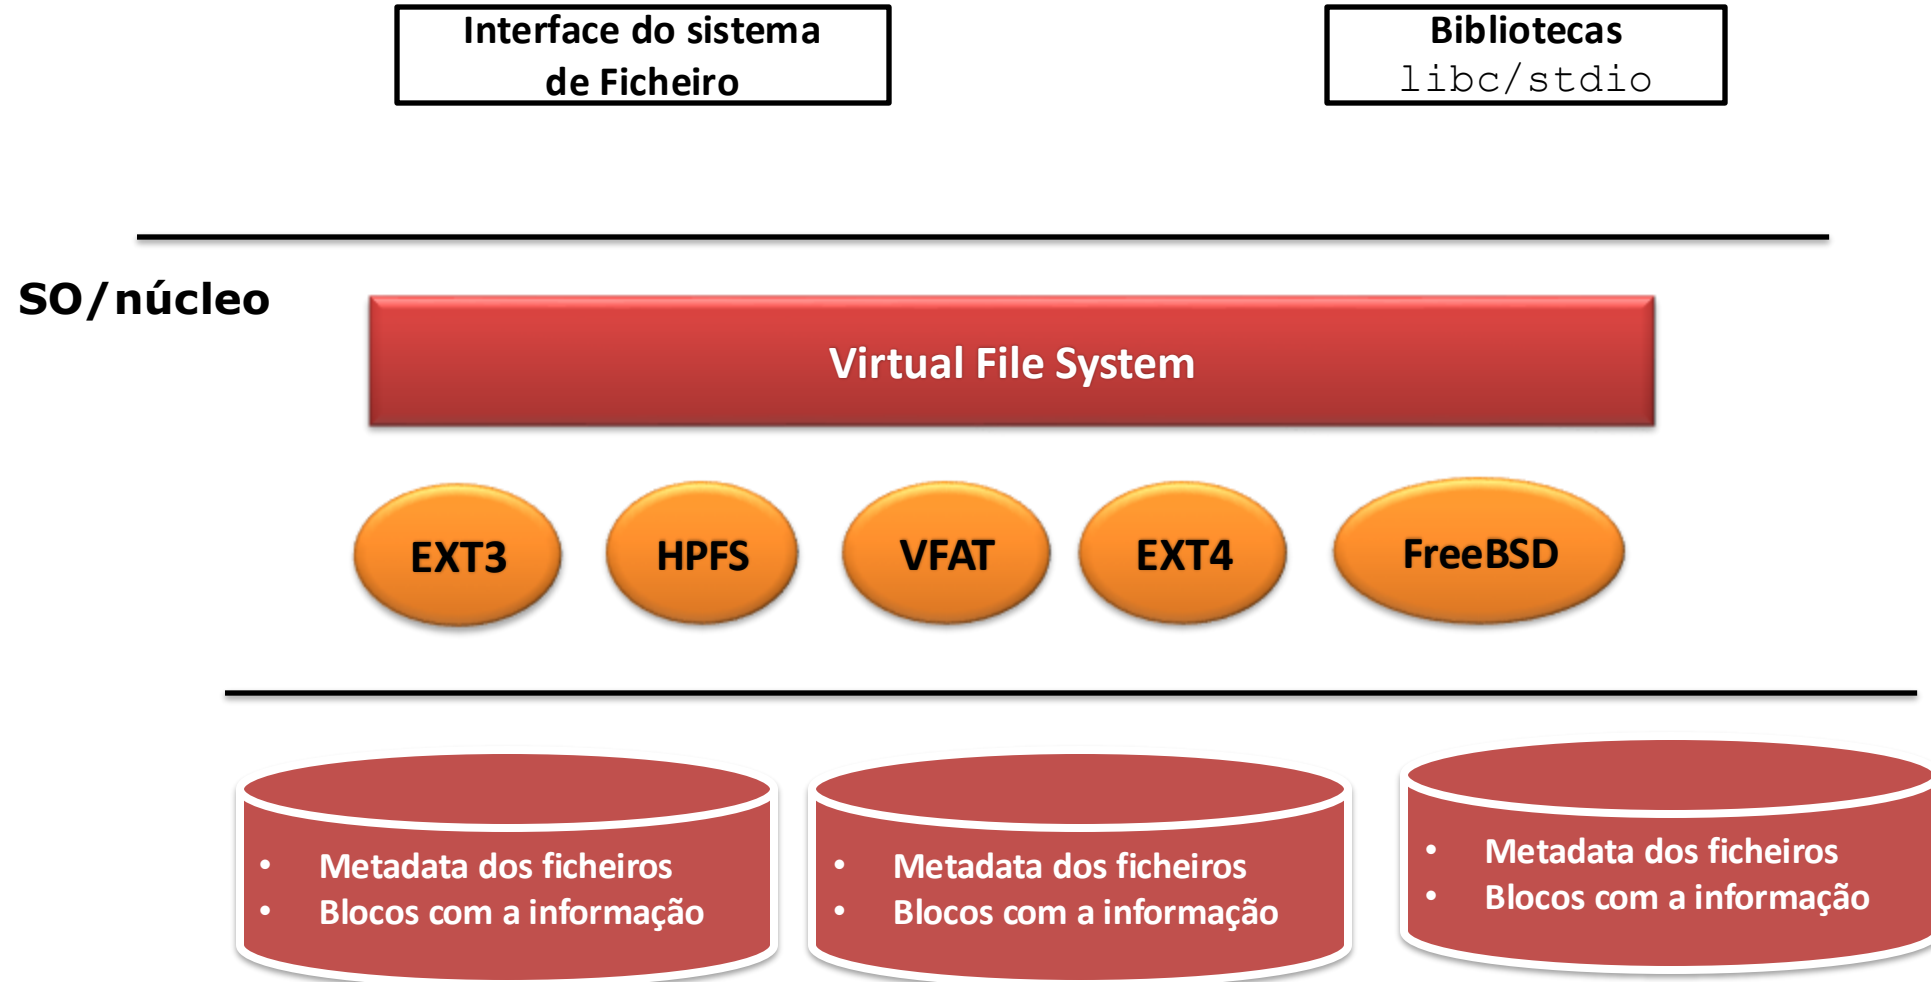 Interface do sistema
de Ficheiro
Bibliotecas
libc/stdio
SO/núcleo
Virtual File System
EXT3
HPFS
VFAT
EXT4
FreeBSD
• Metadata dos ficheiros
• Blocos com a informação
• Metadata dos ficheiros
• Blocos com a informação
• Metadata dos ficheiros
• Blocos com a informação